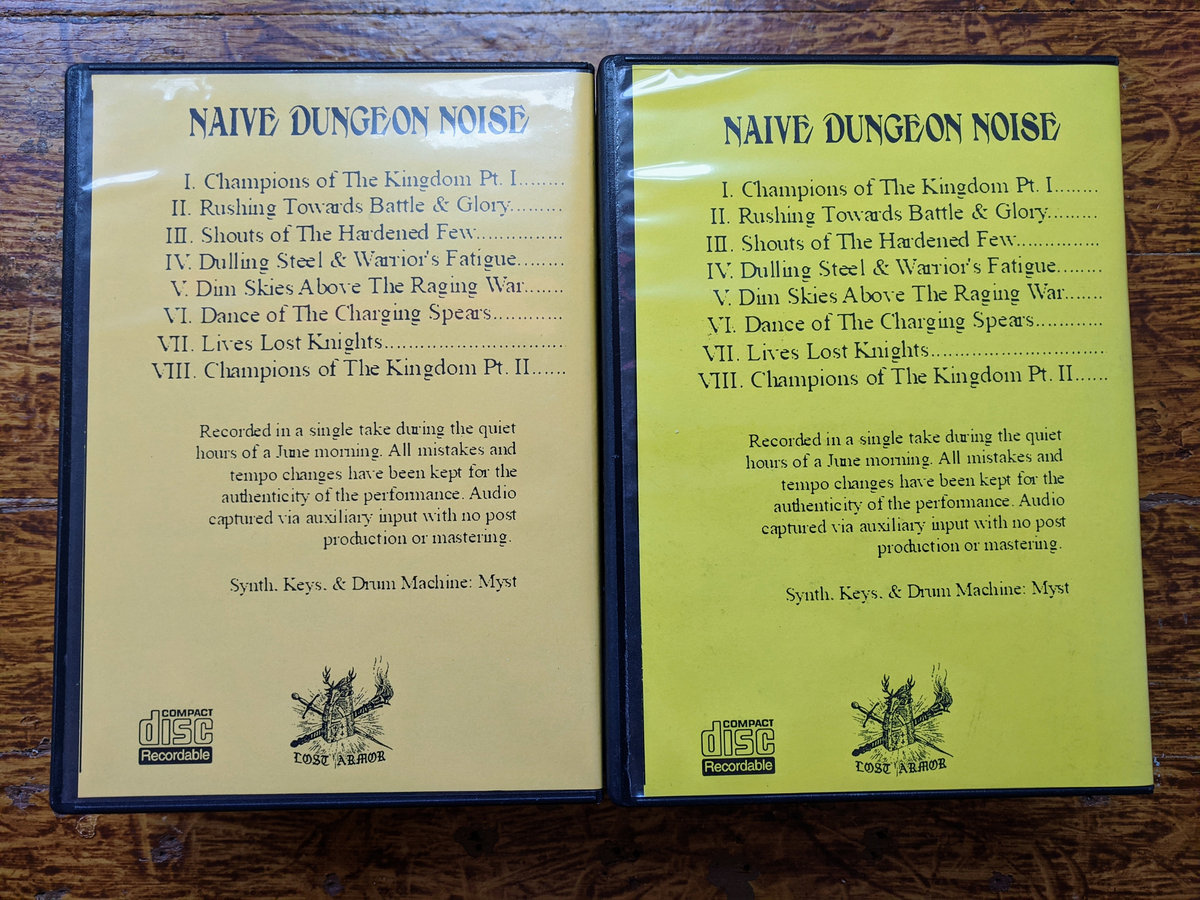 NAIVE DUNGEON NOISE
I. Champions of The Kingdom Pt. I........
II. Rushing Towards Battle & Glory.........
III. Shouts of The Hardened Few...............
IV. Dulling Steel & Warrior's Fatigue........
V. Dim Skies Above The Raging War.......
VI. Dance of The Charging Spears............
VII. Lives Lost Knights..............................
VIII. Champions of The Kingdom Pt. II......
Recorded in a single take during the quiet
hours of a June morning. All mistakes and
tempo changes have been kept for the
authenticity of the performance. Audio
captured via auxiliary input with no post
production or mastering.
Synth, Keys, & Drum Machine: Myst
COMPACT
disc
Recordable
LOST ARMOR
NAIVE DUNGEON NOISE
I. Champions of The Kingdom Pt. I........
II. Rushing Towards Battle & Glory.........
III. Shouts of The Hardened Few...............
IV. Dulling Steel & Warrior's Fatigue........
V. Dim Skies Above The Raging War.......
VI. Dance of The Charging Spears............
VII. Lives Lost Knights..............................
VIII. Champions of The Kingdom Pt. II......
Recorded in a single take during the quiet
hours of a June morning. All mistakes and
tempo changes have been kept for the
authenticity of the performance. Audio
captured via auxiliary input with no post
production or mastering.
Synth, Keys, & Drum Machine: Myst
COMPACT
disc
Recordable
LOST ARMOR